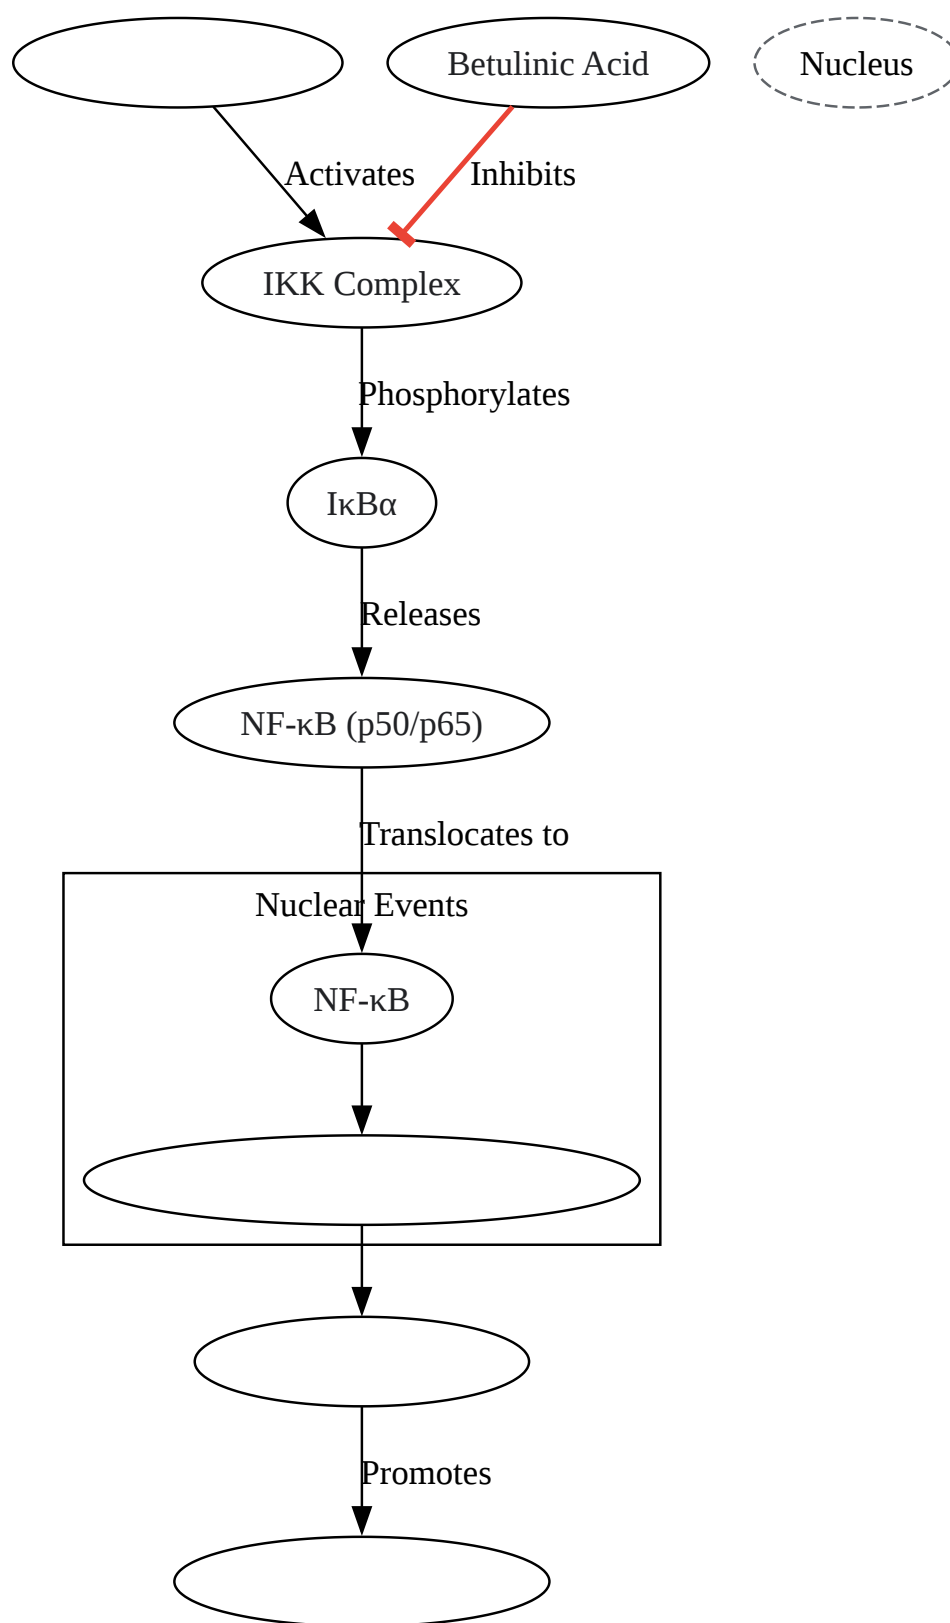 Betulinic Acid
Nucleus
Activates
Inhibits
IKK Complex
Phosphorylates
IκBα
Releases
NF-κB (p50/p65)
Translocates to
Nuclear Events
NF-κB
Promotes